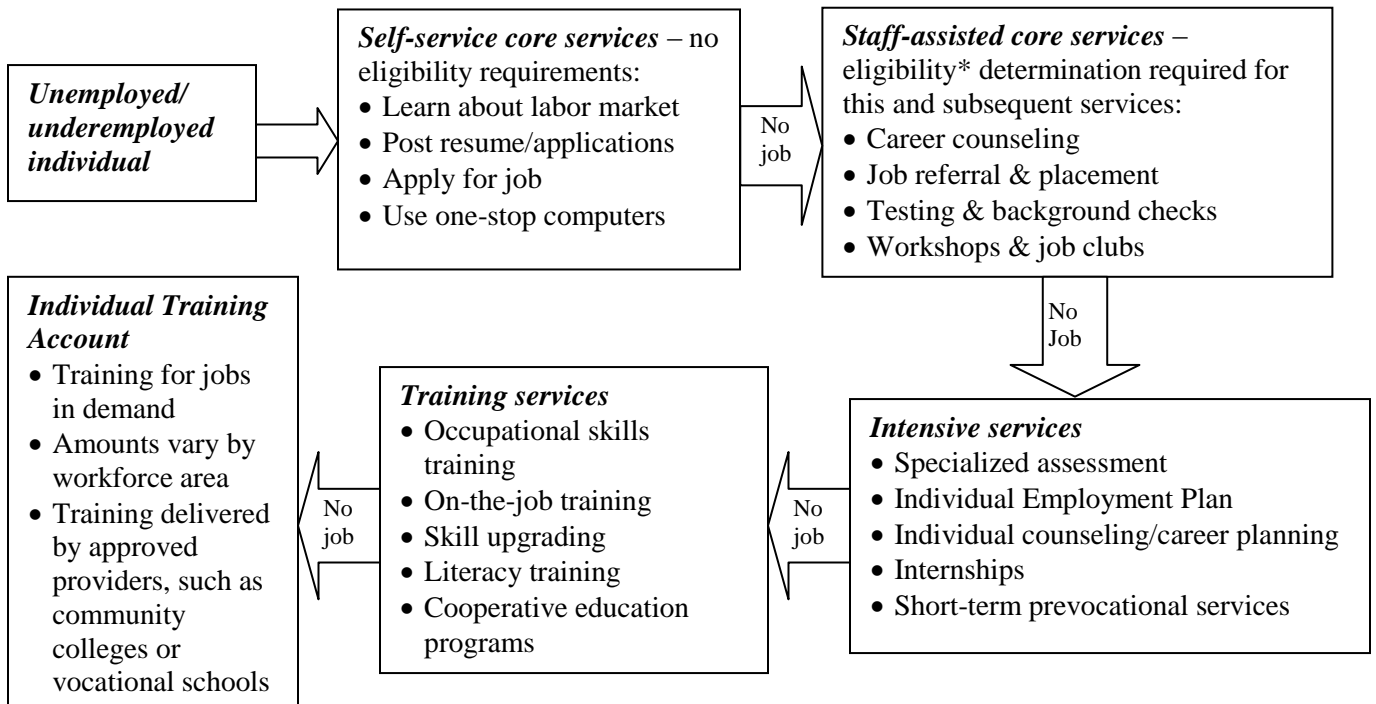 Unemployed/
underemployed
individual
Self-service core services – no
eligibility requirements:
• Learn about labor market
• Post resume/applications
• Apply for job
• Use one-stop computers
No
job
Staff-assisted core services –
eligibility* determination required for
this and subsequent services:
• Career counseling
• Job referral & placement
• Testing & background checks
• Workshops & job clubs
No
Job
Intensive services
• Specialized assessment
• Individual Employment Plan
• Individual counseling/career planning
• Internships
• Short-term prevocational services
No
job
Training services
• Occupational skills
training
• On-the-job training
• Skill upgrading
• Literacy training
• Cooperative education
programs
No
job
Individual Training
Account
• Training for jobs
in demand
• Amounts vary by
workforce area
• Training delivered
by approved
providers, such as
community
colleges or
vocational schools